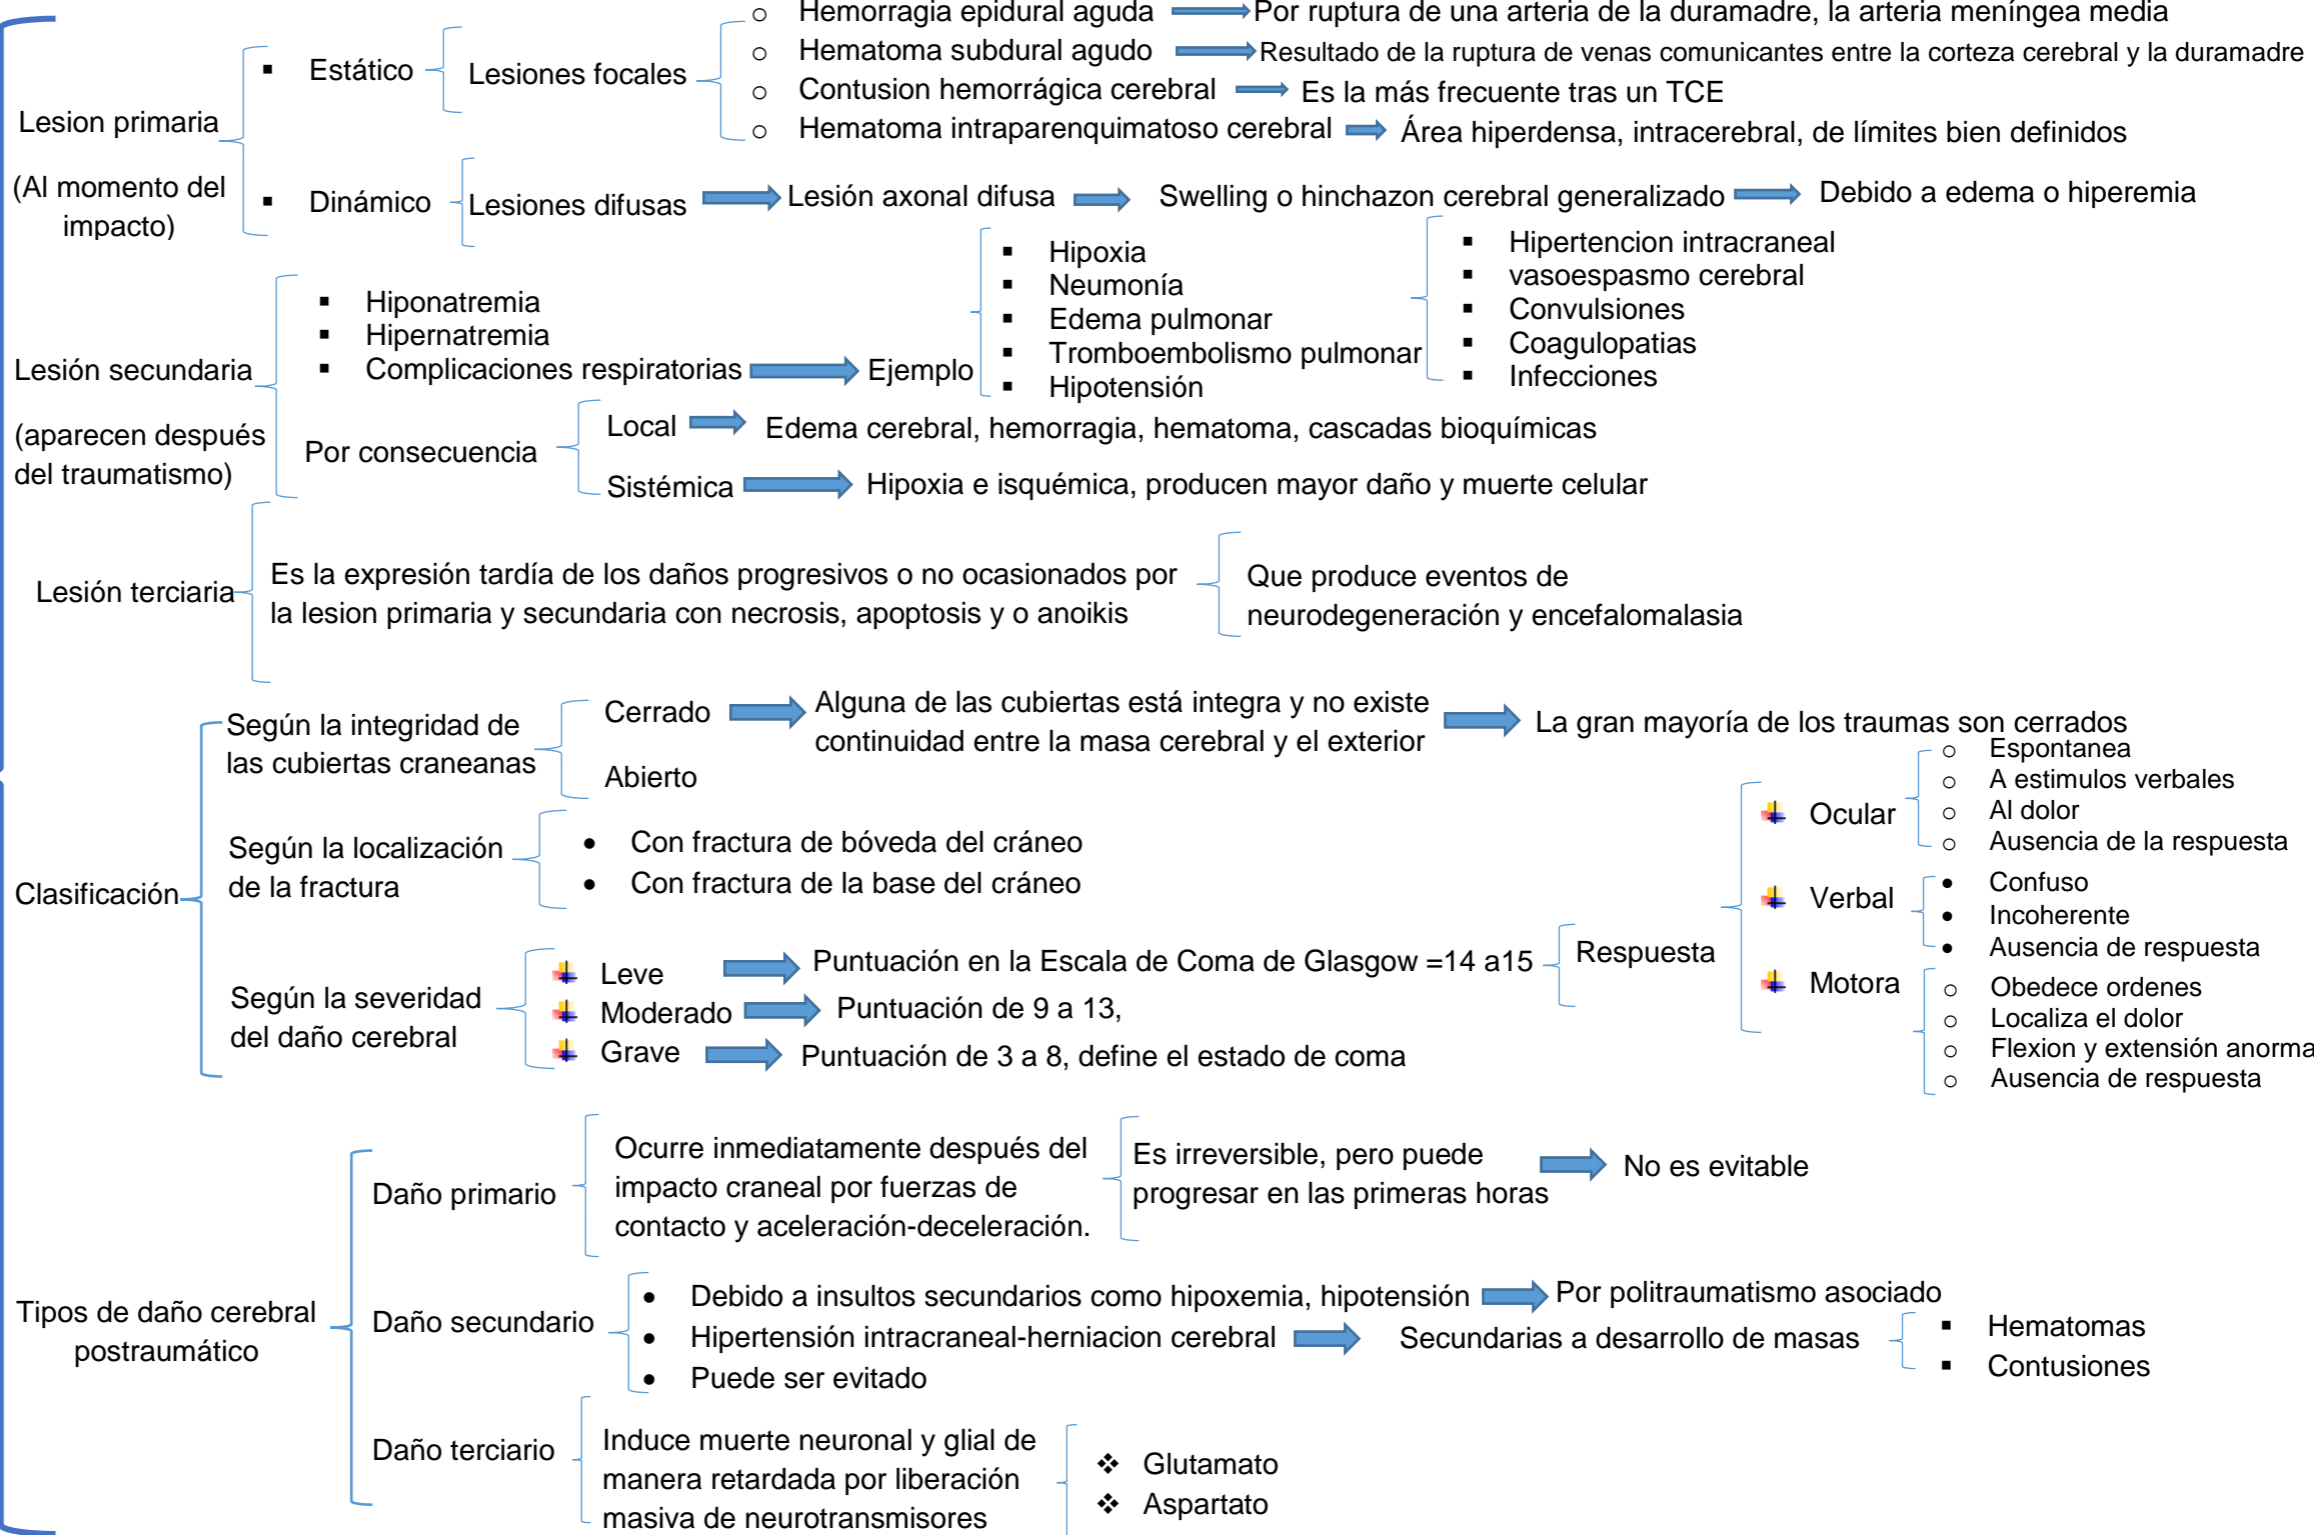 Hemorragia epidural aguda
Por ruptura de una arteria de la duramadre, la arteria meníngea media
Hematoma subdural agudo
Resultado de la ruptura de venas comunicantes entre la corteza cerebral y la duramadre
Estático
Lesiones focales
Contusion hemorrágica cerebral
Es la más frecuente tras un TCE
Hematoma intraparenquimatoso cerebral
Área hiperdensa, intracerebral, de límites bien definidos
Lesion primaria
(Al momento del
impacto)
Dinámico
Lesiones difusas
Lesión axonal difusa
Swelling o hinchazon cerebral generalizado
Debido a edema o hiperemia
Lesión secundaria
(aparecen después
del traumatismo)
Hiponatremia
Hipernatremia
Complicaciones respiratorias
Ejemplo
Hipoxia
Neumonía
Edema pulmonar
Tromboembolismo pulmonar
Hipotensión
Hipertencion intracraneal
vasoespasmo cerebral
Convulsiones
Coagulopatias
Infecciones
Por consecuencia
Local
Edema cerebral, hemorragia, hematoma, cascadas bioquímicas
Sistémica
Hipoxia e isquémica, producen mayor daño y muerte celular
Lesión terciaria
Es la expresión tardía de los daños progresivos o no ocasionados por
la lesion primaria y secundaria con necrosis, apoptosis y o anoikis
Que produce eventos de
neurodegeneración y encefalomalasia
Clasificación
Según la integridad de
las cubiertas craneanas
Cerrado
Alguna de las cubiertas está integra y no existe
continuidad entre la masa cerebral y el exterior
La gran mayoría de los traumas son cerrados
Abierto
Según la localización
de la fractura
Con fractura de bóveda del cráneo
Con fractura de la base del cráneo
Según la severidad
del daño cerebral
Leve
Puntuación en la Escala de Coma de Glasgow =14 a15
Moderado
Puntuación de 9 a 13,
Grave
Puntuación de 3 a 8, define el estado de coma
Respuesta
Ocular
Espontanea
A estimulos verbales
Al dolor
Ausencia de la respuesta
Verbal
Confuso
Incoherente
Ausencia de respuesta
Motora
Obedece ordenes
Localiza el dolor
Flexion y extensión anorma
Ausencia de respuesta
Tipos de daño cerebral
postraumático
Daño primario
Ocurre inmediatamente después del
impacto craneal por fuerzas de
contacto y aceleración-deceleración.
Es irreversible, pero puede
progresar en las primeras horas
No es evitable
Daño secundario
Debido a insultos secundarios como hipoxemia, hipotensión
Por politraumatismo asociado
Hipertensión intracraneal-herniacion cerebral
Secundarias a desarrollo de masas
Hematomas
Contusiones
Puede ser evitado
Daño terciario
Induce muerte neuronal y glial de
manera retardada por liberación
masiva de neurotransmisores
Glutamato
Aspartato